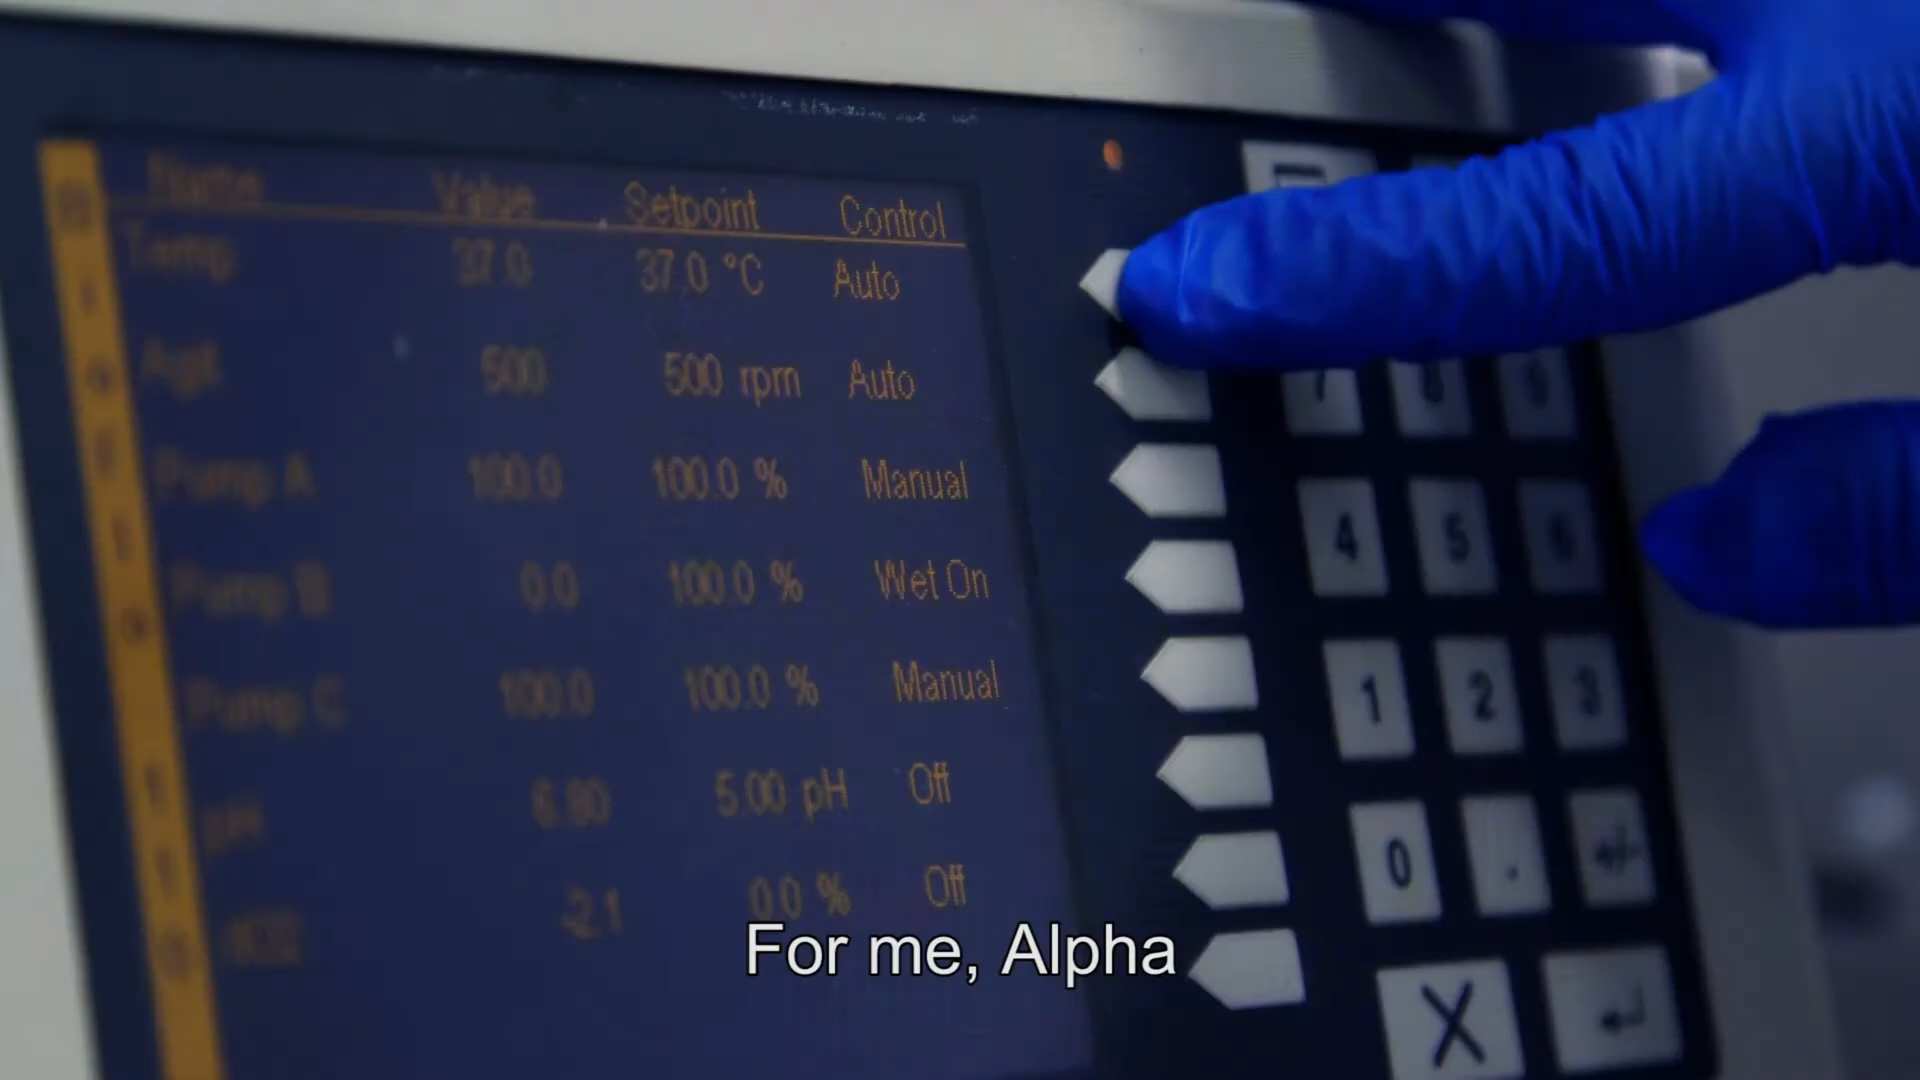 Name Value Setpoint Control
Temp 37.0 37.0 °C Auto
Agit 500 500 rpm Auto
Pump A 100.0 100.0 % Manual
Pump B 0.0 100.0 % Wet On
Pump C 100.0 100.0 % Manual
pH 6.80 5.00 pH Off
dO2 -2.1 0.0 % Off
7 8 9
4 5 6
1 2 3
0 . +/-
X
For me, Alpha